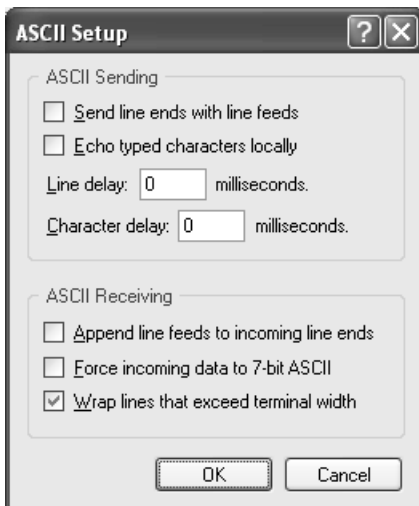 ASCII Setup
ASCII Sending
Send line ends with line feeds
Echo typed characters locally
Line delay: 0 milliseconds.
Character delay: 0 milliseconds.
ASCII Receiving
Append line feeds to incoming line ends
Force incoming data to 7-bit ASCII
Wrap lines that exceed terminal width
OK Cancel